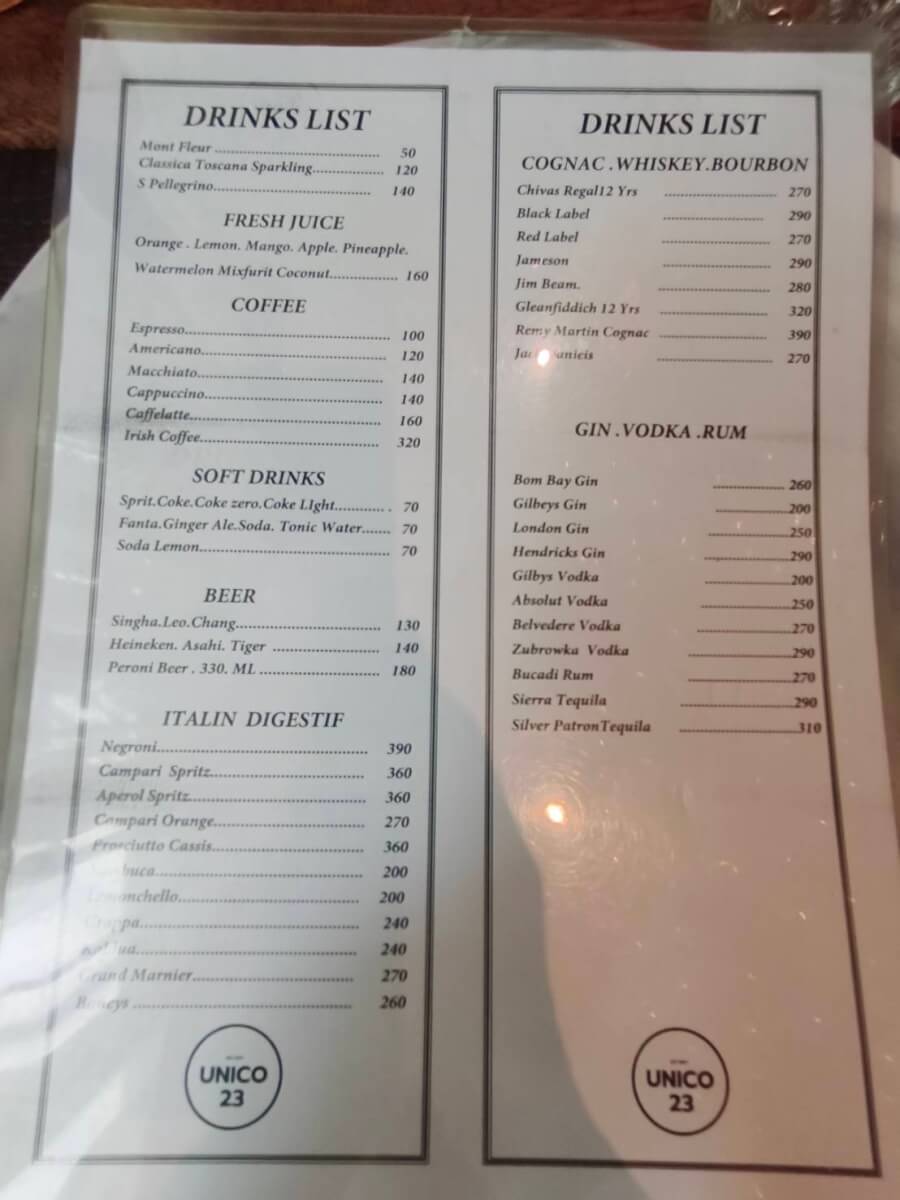 DRINKS LIST
Mont Fleur ........................................ 50
Classica Toscana Sparkling.................. 120
S Pellegrino....................................... 140
FRESH JUICE
Orange . Lemon. Mango. Apple. Pineapple.
Watermelon Mixfurit Coconut................. 160
COFFEE
Espresso.................................................. 100
Americano............................................. 120
Macchiato.............................................. 140
Cappuccino............................................ 140
Caffelatte............................................... 160
Irish Coffee............................................ 320
SOFT DRINKS
Sprit.Coke.Coke zero.Coke LIght............ . 70
Fanta.Ginger Ale.Soda. Tonic Water....... 70
Soda Lemon............................................... 70
BEER
Singha.Leo.Chang................................... 130
Heineken. Asahi. Tiger .......................... 140
Peroni Beer . 330. ML ............................. 180
ITALIN DIGESTIF
Negroni.................................................... 390
Campari Spritz...................................... 360
Aperol Spritz........................................... 360
Campari Orange..................................... 270
Prosciutto Cassis..................................... 360
.................................................... 200
Lemonchello............................................ 200
Grappa..................................................... 240
..................................................... 240
Grand Marnier....................................... 270
..................................................... 260
UNICO
23
DRINKS LIST
COGNAC .WHISKEY.BOURBON
Chivas Regal12 Yrs ........................... 270
Black Label ........................ 290
Red Label .......................... 270
Jameson .......................... 290
Jim Beam. ........................... 280
Gleanfiddich 12 Yrs .......................... 320
Remy Martin Cognac .......................... 390
........................... 270
GIN .VODKA .RUM
Bom Bay Gin .................. 260
Gilbeys Gin ..................200
London Gin ....................250
Hendricks Gin ....................290
Gilbys Vodka .....................200
Absolut Vodka ......................250
Belvedere Vodka .......................270
Zubrowka Vodka .........................290
Bucadi Rum .........................270
Sierra Tequila ...........................290
Silver PatronTequila .............................310
UNICO
23